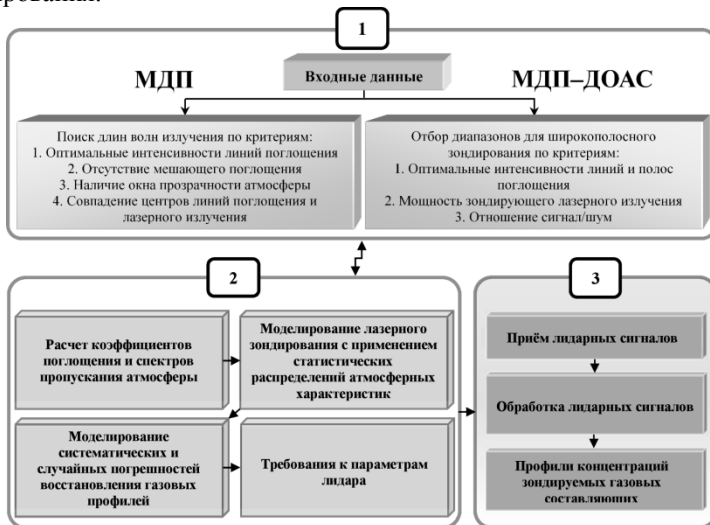 1
МДП
Входные данные
МДП–ДОАС
Поиск длин волн излучения по критериям:
1. Оптимальные интенсивности линий поглощения
2. Отсутствие мешающего поглощения
3. Наличие окна прозрачности атмосферы
4. Совпадение центров линий поглощения и
лазерного излучения
Отбор диапазонов для широкополосного
зондирования по критериям:
1. Оптимальные интенсивности линий и полос
поглощения
2. Мощность зондирующего лазерного излучения
3. Отношение сигнал/шум
2
Расчет коэффициентов
поглощения и спектров
пропускания атмосферы
Моделирование лазерного
зондирования с применением
статистических
распределений атмосферных
характеристик
Моделирование
систематических и
случайных погрешностей
восстановления газовых
профилей
Требования к параметрам
лидара
3
Приём лидарных сигналов
Обработка лидарных сигналов
Профили концентраций
зондируемых газовых
составляющих